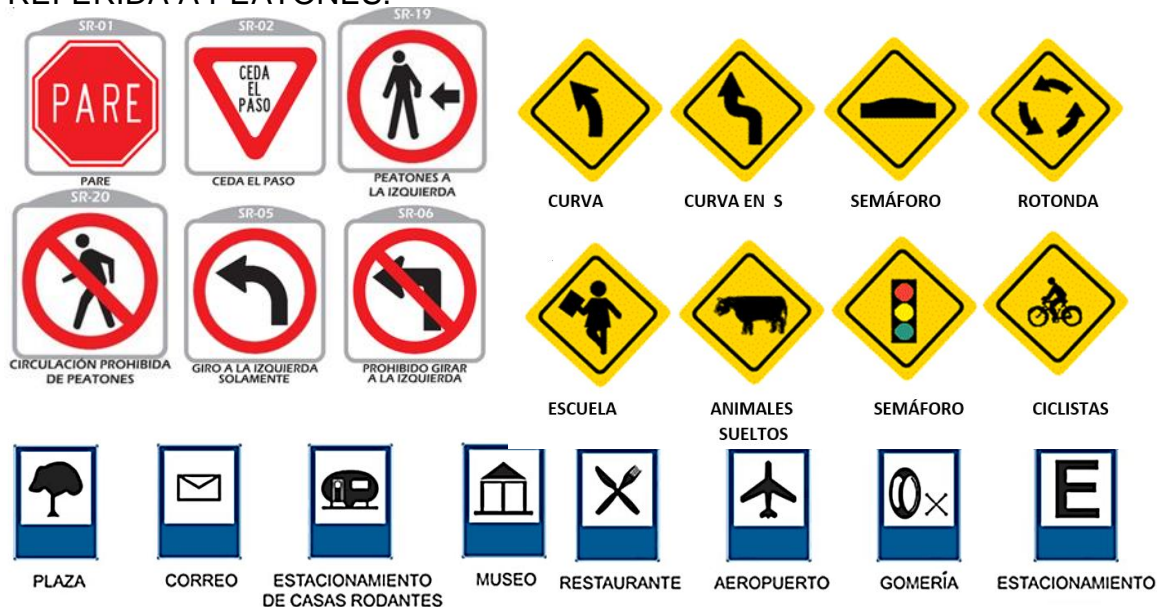 REFERIDA A PEATONES.
SR-01
PARE
PARE
SR-02
CEDA
EL
PASO
CEDA EL PASO
SR-19
PEATONES A
LA IZQUIERDA
SR-20
CIRCULACIÓN PROHIBIDA
DE PEATONES
SR-05
GIRO A LA IZQUIERDA
SOLAMENTE
SR-06
PROHIBIDO GIRAR
A LA IZQUIERDA
CURVA
CURVA EN S
SEMÁFORO
ROTONDA
ESCUELA
ANIMALES
SUELTOS
SEMÁFORO
CICLISTAS
PLAZA
CORREO
ESTACIONAMIENTO
DE CASAS RODANTES
MUSEO
RESTAURANTE
AEROPUERTO
GOMERÍA
E
ESTACIONAMIENTO